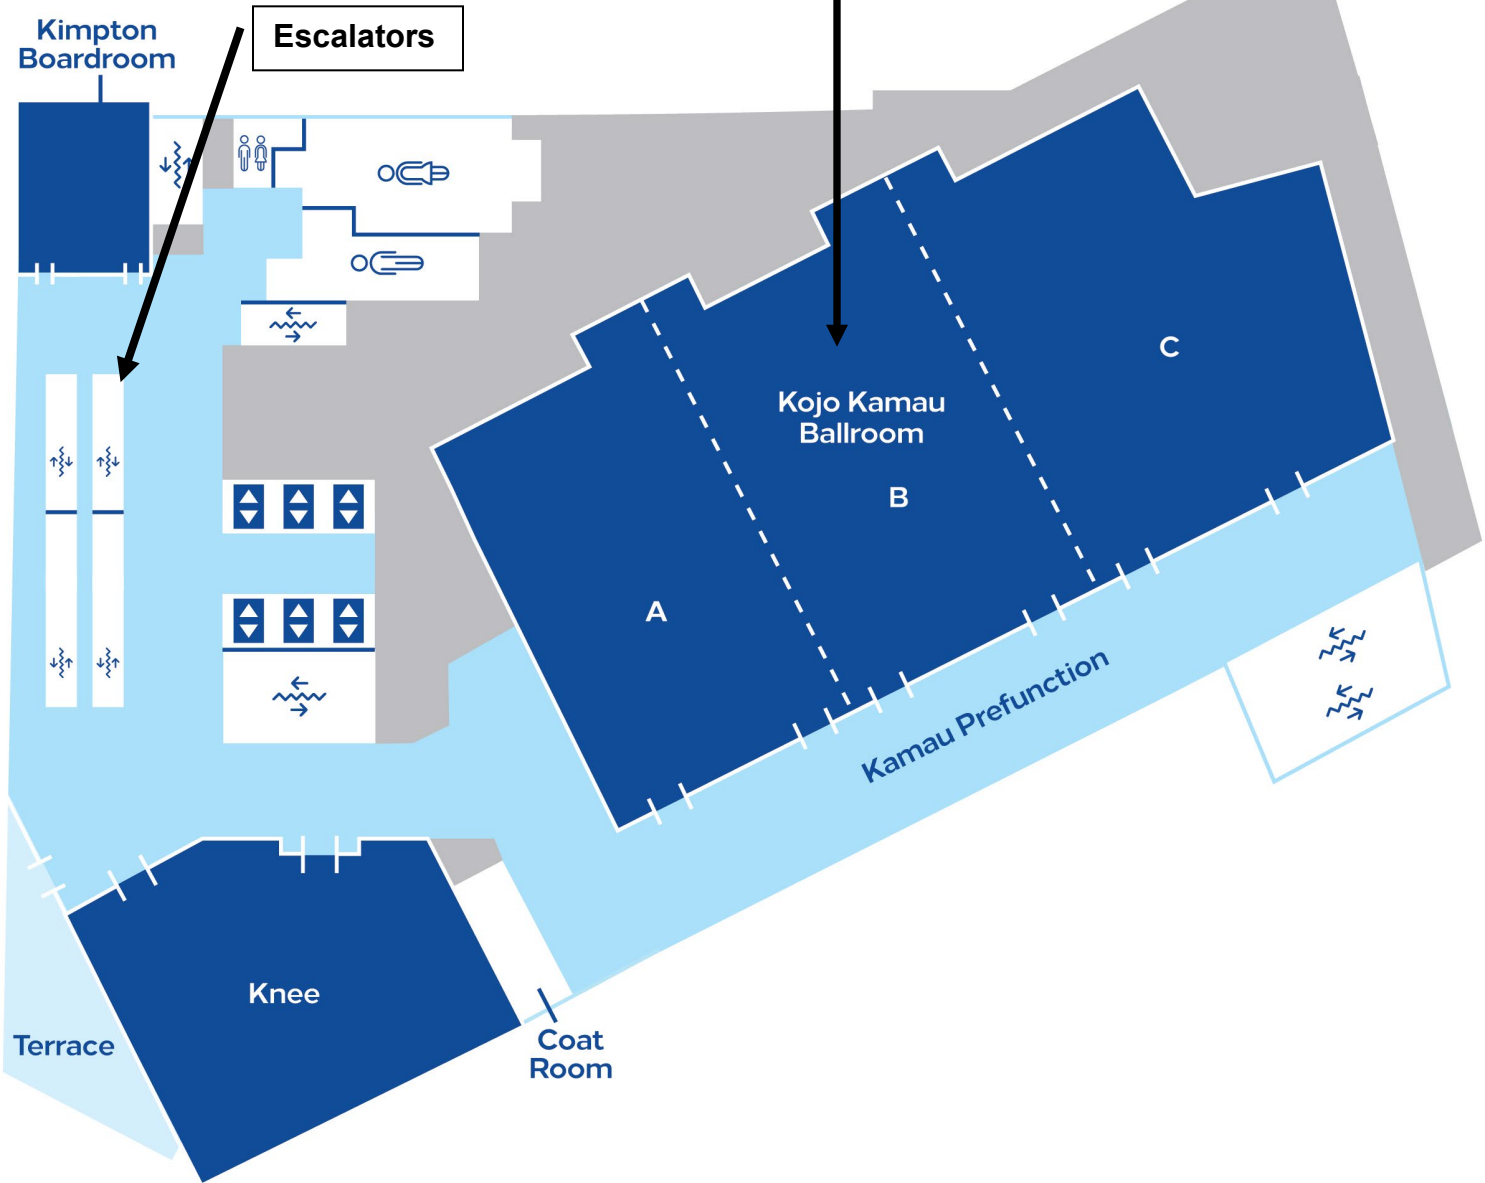 Kimpton
Boardroom
Escalators
C
Kojo Kamau
Ballroom
B
A
Kamau Prefunction
Knee
Terrace
Coat
Room